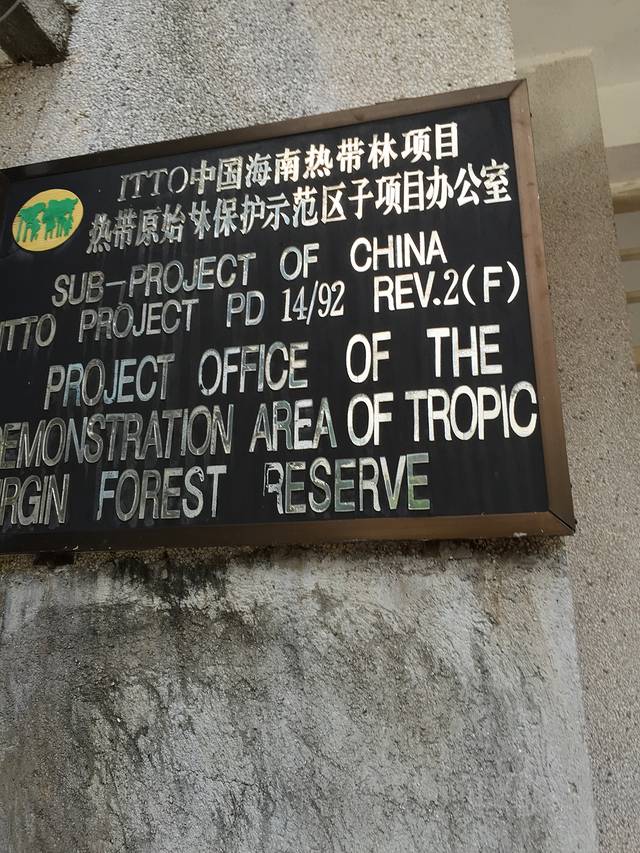 ITTO中国海南热带林项目
热带原始林保护示范区子项目办公室
SUB-PROJECT OF CHINA
ITTO PROJECT PD 14/92 REV.2(F)
PROJECT OFFICE OF THE
DEMONSTRATION AREA OF TROPIC
IRGIN FOREST RESERVE